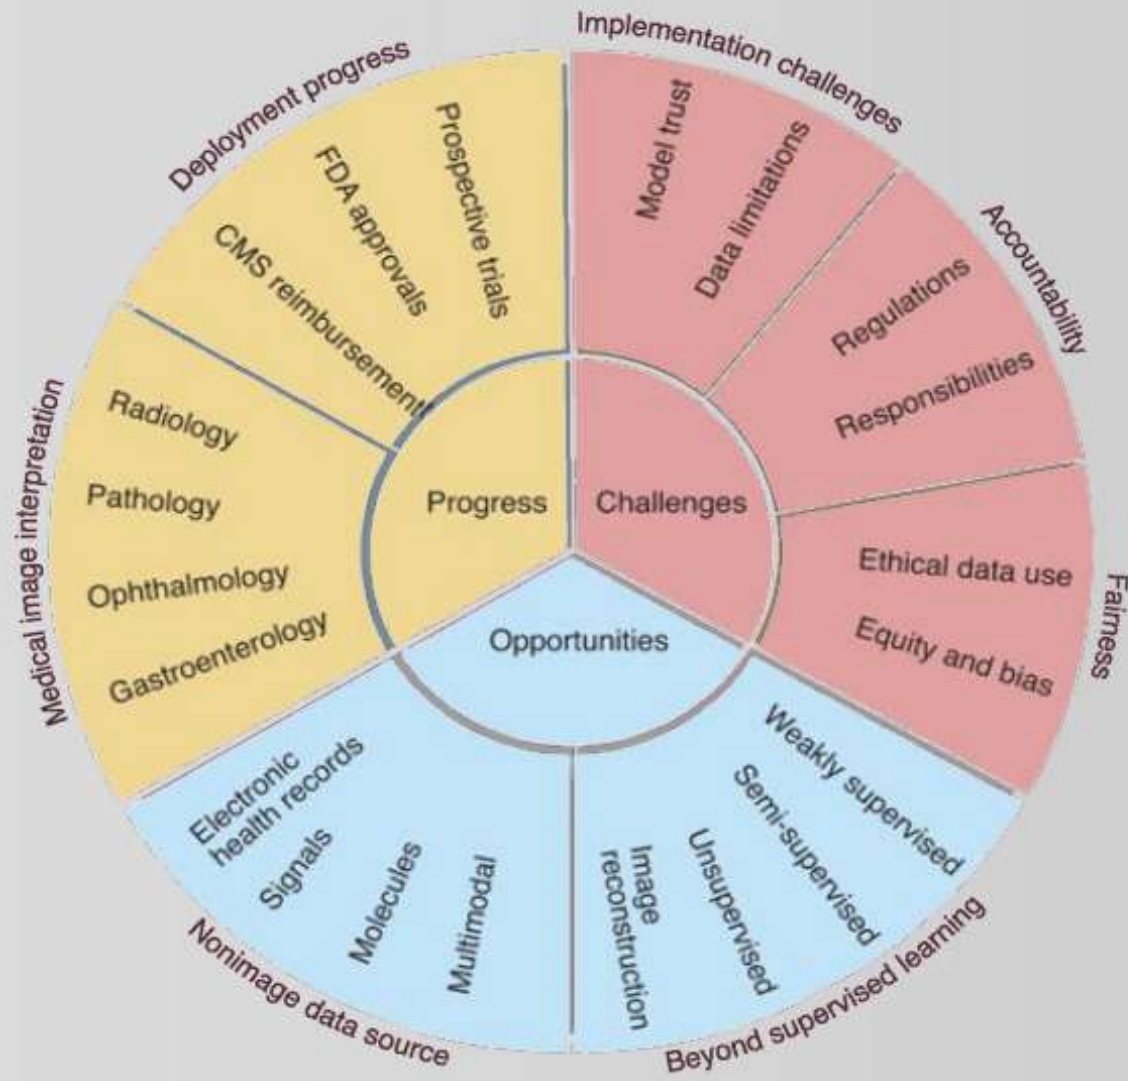 Implementation challenges
Deployment progress
Model trust
Data limitations
Prospective trials
FDA approvals
CMS reimbursement
Accountability
Regulations
Responsibilities
Medical image interpretation
Radiology
Pathology
Ophthalmology
Gastroenterology
Progress
Challenges
Opportunities
Fairness
Ethical data use
Equity and bias
Electronic
health records
Signals
Molecules
Multimodal
Nonimage data source
Weakly supervised
Semi-supervised
Unsupervised
Image
reconstruction
Beyond supervised learning